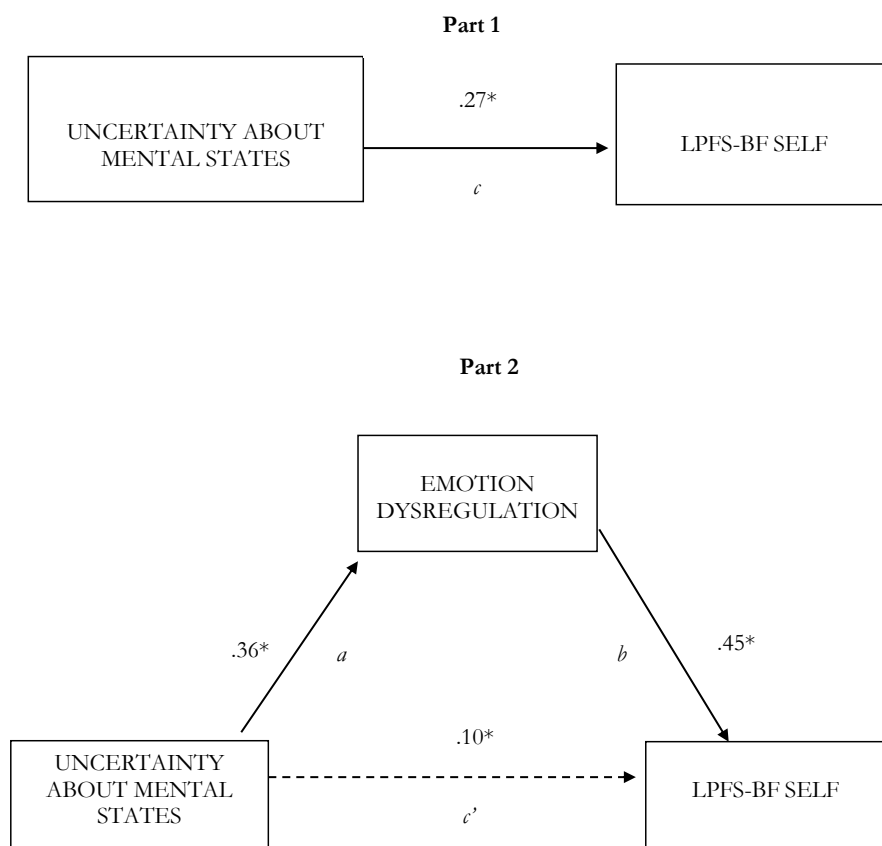 Part 1
.27*
UNCERTAINTY ABOUT
MENTAL STATES
LPFS-BF SELF
c
Part 2
EMOTION
DYSREGULATION
.36*
a
b
.45*
.10*
UNCERTAINTY
ABOUT MENTAL
STATES
LPFS-BF SELF
c’